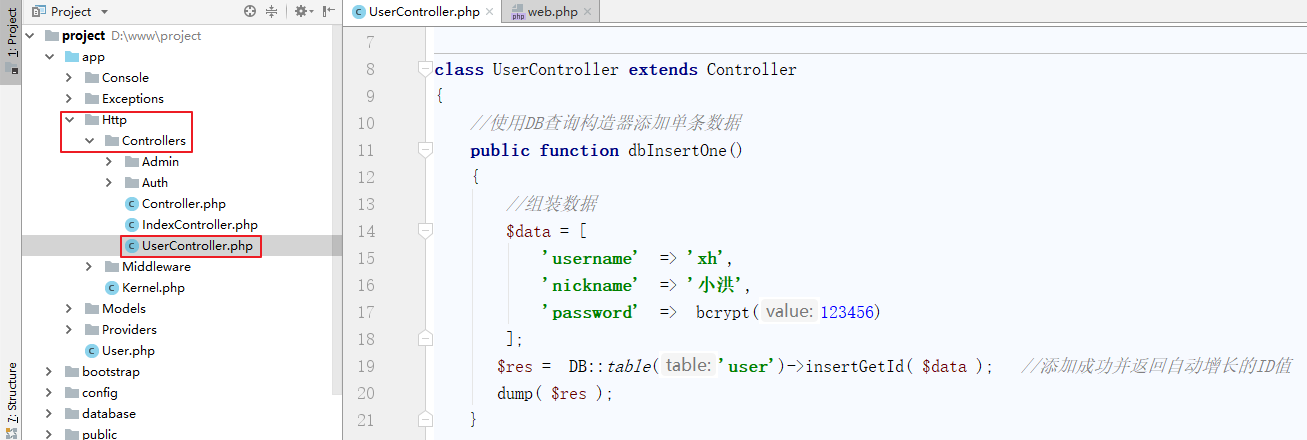 1: Project
Project
UserController.php
web.php
project D:\www\project
app
Console
Exceptions
Http
Controllers
Admin
Auth
Controller.php
IndexController.php
UserController.php
Middleware
Kernel.php
Models
Providers
User.php
bootstrap
config
database
public
7: Structure
7
8 class UserController extends Controller
9 {
10 //使用DB查询构造器添加单条数据
11 public function dbInsertOne()
12 {
13 //组装数据
14 $data = [
15 'username' => 'xh',
16 'nickname' => '小洪',
17 'password' => bcrypt( value: 123456)
18 ];
19 $res = DB::table( table: 'user')->insertGetId( $data ); //添加成功并返回自动增长的ID值
20 dump( $res );
21 }